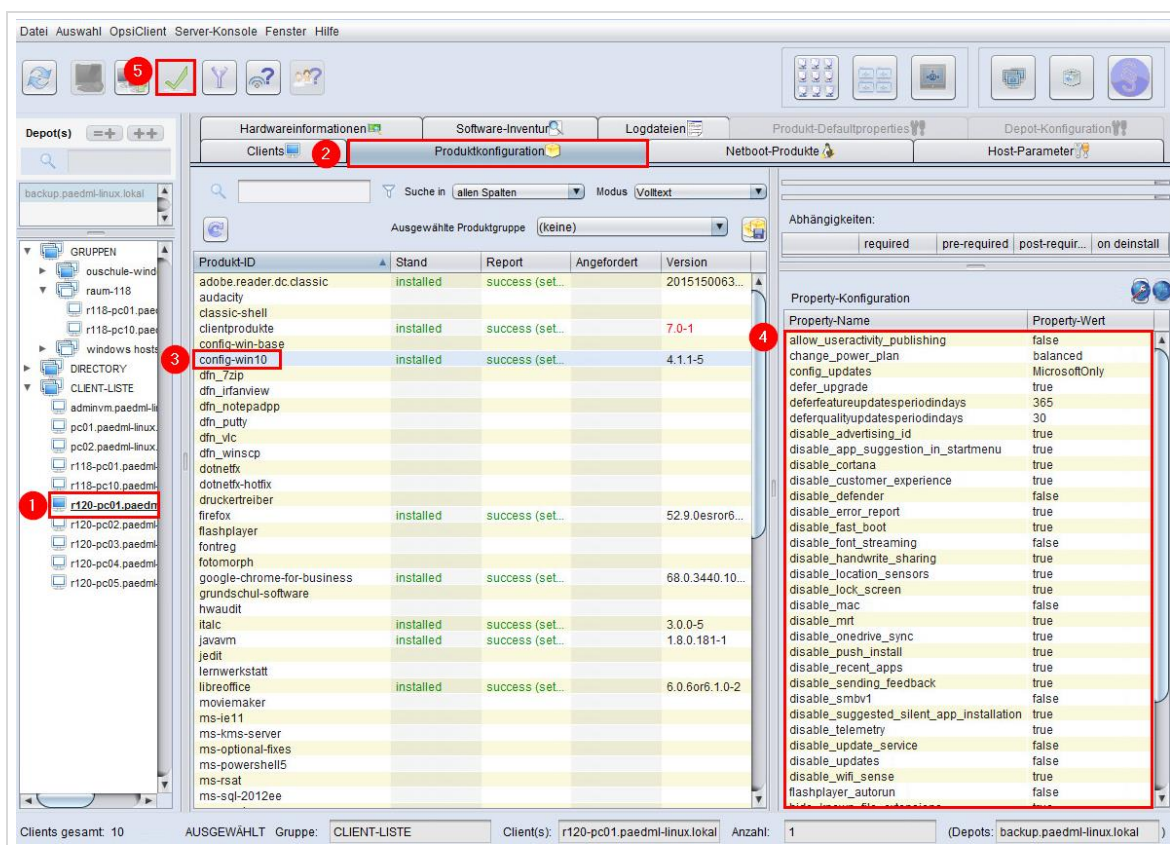 Datei Auswahl OpsiClient Server-Konsole Fenster Hilfe
5
Depot(s)
backup.paedml-linux.lokal
GRUPPEN
ouschule-wind
raum-118
r118-pc01.paed
r118-pc10.paed
windows hosts
DIRECTORY
CLIENT-LISTE
adminvm.paedml-li
pc01.paedml-linux.
pc02.paedml-linux.
r118-pc01.paedml-
r118-pc10.paedml-
1
r120-pc01.paedm
r120-pc02.paedml-
r120-pc03.paedml-
r120-pc04.paedml-
r120-pc05.paedml-
Hardwareinformationen Software-Inventur Logdateien Produkt-Defaultproperties Depot-Konfiguration
Clients 2 Produktkonfiguration Netboot-Produkte Host-Parameter
Suche in allen Spalten Modus Volltext
Ausgewählte Produktgruppe (keine)
Produkt-ID Stand Report Angefordert Version
adobe.reader.dc.classic installed success (set... 2015150063...
audacity
classic-shell
clientprodukte installed success (set... 7.0-1
config-win-base
3 config-win10 installed success (set... 4.1.1-5
dfn_7zip
dfn_irfanview
dfn_notepadpp
dfn_putty
dfn_vlc
dfn_winscp
dotnetfx
dotnetfx-hotfix
druckertreiber
firefox installed success (set... 52.9.0esror6...
flashplayer
fontreg
fotomorph
google-chrome-for-business installed success (set... 68.0.3440.10...
grundschul-software
hwaudit
italc installed success (set... 3.0.0-5
javavm installed success (set... 1.8.0.181-1
jedit
lernwerkstatt
libreoffice installed success (set... 6.0.6or6.1.0-2
moviemaker
ms-ie11
ms-kms-server
ms-optional-fixes
ms-powershell5
ms-rsat
ms-sql-2012ee
Abhängigkeiten:
required pre-required post-requir... on deinstall
Property-Konfiguration
Property-Name Property-Wert
4
allow_useractivity_publishing false
change_power_plan balanced
config_updates MicrosoftOnly
defer_upgrade true
deferfeatureupdatesperiodindays 365
deferqualityupdatesperiodindays 30
disable_advertising_id true
disable_app_suggestion_in_startmenu true
disable_cortana true
disable_customer_experience true
disable_defender false
disable_error_report true
disable_fast_boot true
disable_font_streaming false
disable_handwrite_sharing true
disable_location_sensors true
disable_lock_screen true
disable_mac false
disable_mrt true
disable_onedrive_sync true
disable_push_install true
disable_recent_apps true
disable_sending_feedback true
disable_smbv1 false
disable_suggested_silent_app_installation true
disable_telemetry true
disable_update_service false
disable_updates false
disable_wifi_sense true
flashplayer_autorun false
Clients gesamt: 10 AUSGEWÄHLT Gruppe: CLIENT-LISTE Client(s): r120-pc01.paedml-linux.lokal Anzahl: 1 (Depots: backup.paedml-linux.lokal )